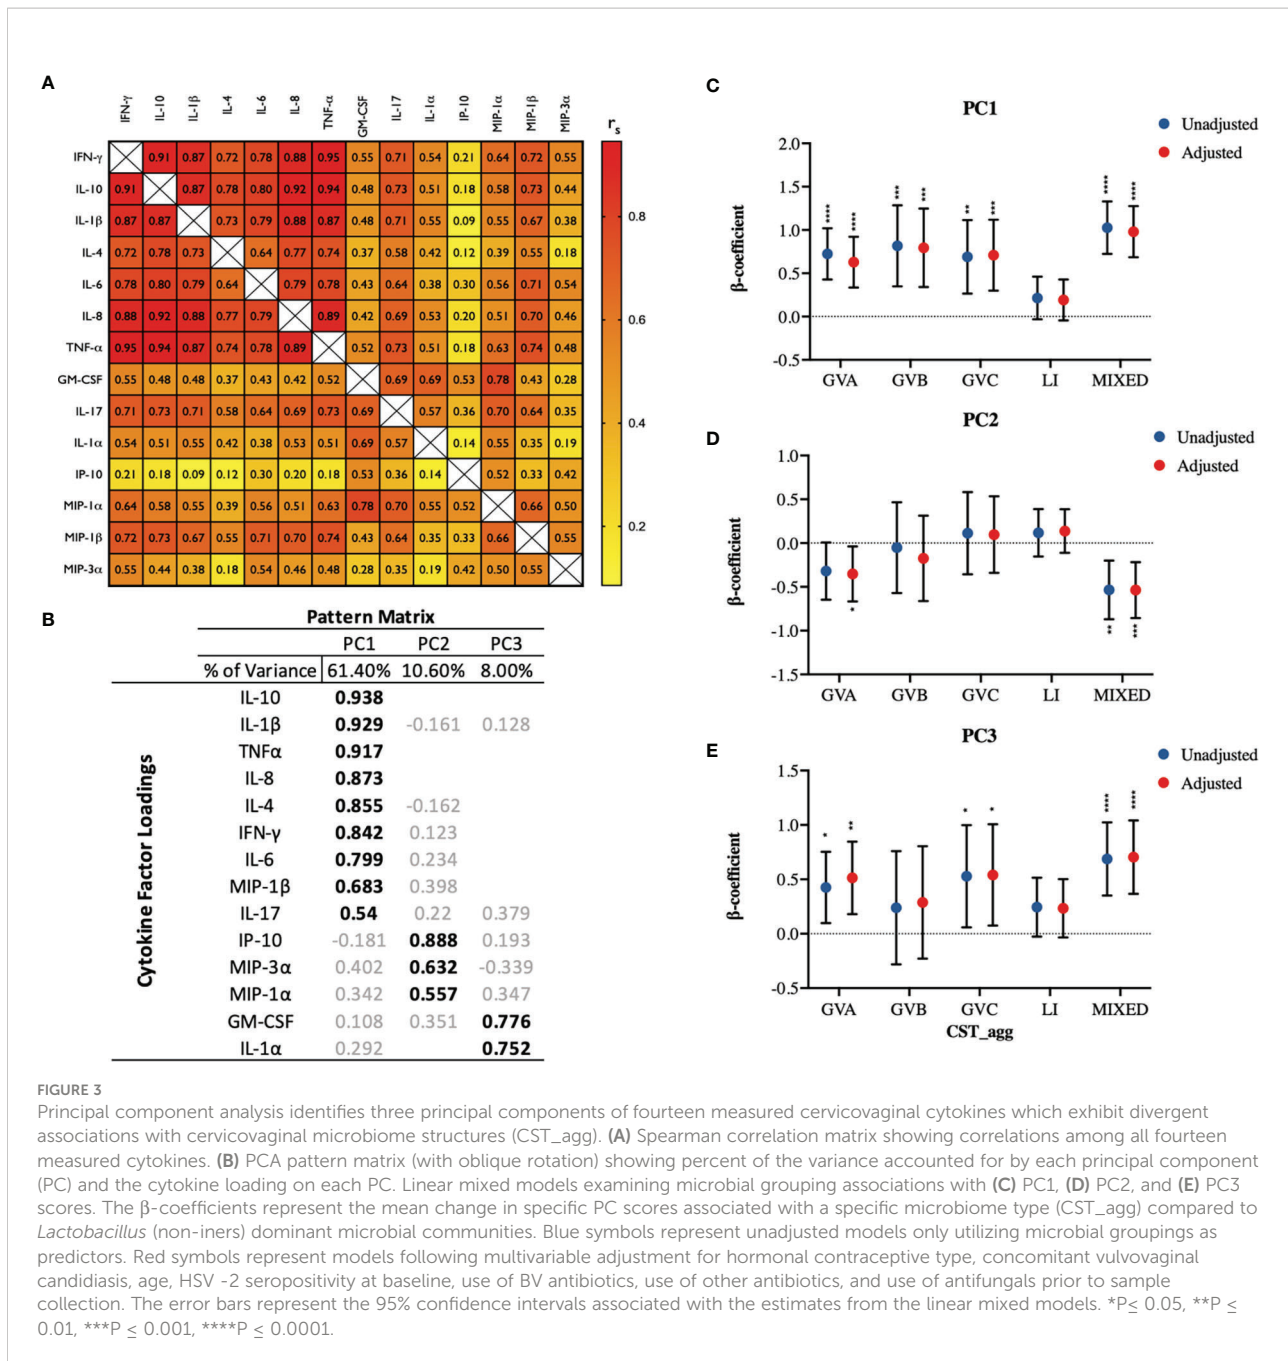 A
IFN-γ IL-10 IL-1β IL-4 IL-6 IL-8 TNF-α GM-CSF IL-17 IL-1α IP-10 MIP-1α MIP-1β MIP-3α
IFN-γ 0.91 0.87 0.72 0.78 0.88 0.95 0.55 0.71 0.54 0.21 0.64 0.72 0.55
IL-10 0.91 0.87 0.78 0.80 0.92 0.94 0.48 0.73 0.51 0.18 0.58 0.73 0.44
IL-1β 0.87 0.87 0.73 0.79 0.88 0.87 0.48 0.71 0.55 0.09 0.55 0.67 0.38
IL-4 0.72 0.78 0.73 0.64 0.77 0.74 0.37 0.58 0.42 0.12 0.39 0.55 0.18
IL-6 0.78 0.80 0.79 0.64 0.79 0.78 0.43 0.64 0.38 0.30 0.56 0.71 0.54
IL-8 0.88 0.92 0.88 0.77 0.79 0.89 0.42 0.69 0.53 0.20 0.51 0.70 0.46
TNF-α 0.95 0.94 0.87 0.74 0.78 0.89 0.52 0.73 0.51 0.18 0.63 0.74 0.48
GM-CSF 0.55 0.48 0.48 0.37 0.43 0.42 0.52 0.69 0.69 0.53 0.78 0.43 0.28
IL-17 0.71 0.73 0.71 0.58 0.64 0.69 0.73 0.69 0.57 0.36 0.70 0.64 0.35
IL-1α 0.54 0.51 0.55 0.42 0.38 0.53 0.51 0.69 0.57 0.14 0.55 0.35 0.19
IP-10 0.21 0.18 0.09 0.12 0.30 0.20 0.18 0.53 0.36 0.14 0.52 0.33 0.42
MIP-1α 0.64 0.58 0.55 0.39 0.56 0.51 0.63 0.78 0.70 0.55 0.52 0.66 0.50
MIP-1β 0.72 0.73 0.67 0.55 0.71 0.70 0.74 0.43 0.64 0.35 0.33 0.66 0.55
MIP-3α 0.55 0.44 0.38 0.18 0.54 0.46 0.48 0.28 0.35 0.19 0.42 0.50 0.55
rs
0.8
0.6
0.4
0.2
B
Pattern Matrix
PC1 PC2 PC3
% of Variance 61.40% 10.60% 8.00%
Cytokine Factor Loadings
IL-10 0.938
IL-1β 0.929 -0.161 0.128
TNFα 0.917
IL-8 0.873
IL-4 0.855 -0.162
IFN-γ 0.842 0.123
IL-6 0.799 0.234
MIP-1β 0.683 0.398
IL-17 0.54 0.22 0.379
IP-10 -0.181 0.888 0.193
MIP-3α 0.402 0.632 -0.339
MIP-1α 0.342 0.557 0.347
GM-CSF 0.108 0.351 0.776
IL-1α 0.292 0.752
C
PC1
Unadjusted
Adjusted
β-coefficient
2.0
1.5
1.0
0.5
0.0
-0.5
**** **** *** *** ** **** **** ****
GVA GVB GVC LI MIXED
D
PC2
Unadjusted
Adjusted
β-coefficient
1.0
0.5
0.0
-0.5
-1.0
-1.5
* ** ***
GVA GVB GVC LI MIXED
E
PC3
Unadjusted
Adjusted
β-coefficient
1.5
1.0
0.5
0.0
-0.5
* ** * * **** ****
GVA GVB GVC LI MIXED
CST_agg
FIGURE 3
Principal component analysis identifies three principal components of fourteen measured cervicovaginal cytokines which exhibit divergent
associations with cervicovaginal microbiome structures (CST_agg). (A) Spearman correlation matrix showing correlations among all fourteen
measured cytokines. (B) PCA pattern matrix (with oblique rotation) showing percent of the variance accounted for by each principal component
(PC) and the cytokine loading on each PC. Linear mixed models examining microbial grouping associations with (C) PC1, (D) PC2, and (E) PC3
scores. The β-coefficients represent the mean change in specific PC scores associated with a specific microbiome type (CST_agg) compared to
Lactobacillus (non-iners) dominant microbial communities. Blue symbols represent unadjusted models only utilizing microbial groupings as
predictors. Red symbols represent models following multivariable adjustment for hormonal contraceptive type, concomitant vulvovaginal
candidiasis, age, HSV -2 seropositivity at baseline, use of BV antibiotics, use of other antibiotics, and use of antifungals prior to sample
collection. The error bars represent the 95% confidence intervals associated with the estimates from the linear mixed models. *P≤ 0.05, **P ≤
0.01, ***P ≤ 0.001, ****P ≤ 0.0001.